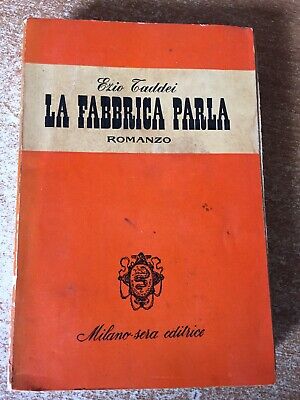 Ezio Taddei
LA FABBRICA PARLA
ROMANZO
Milano-sera editrice